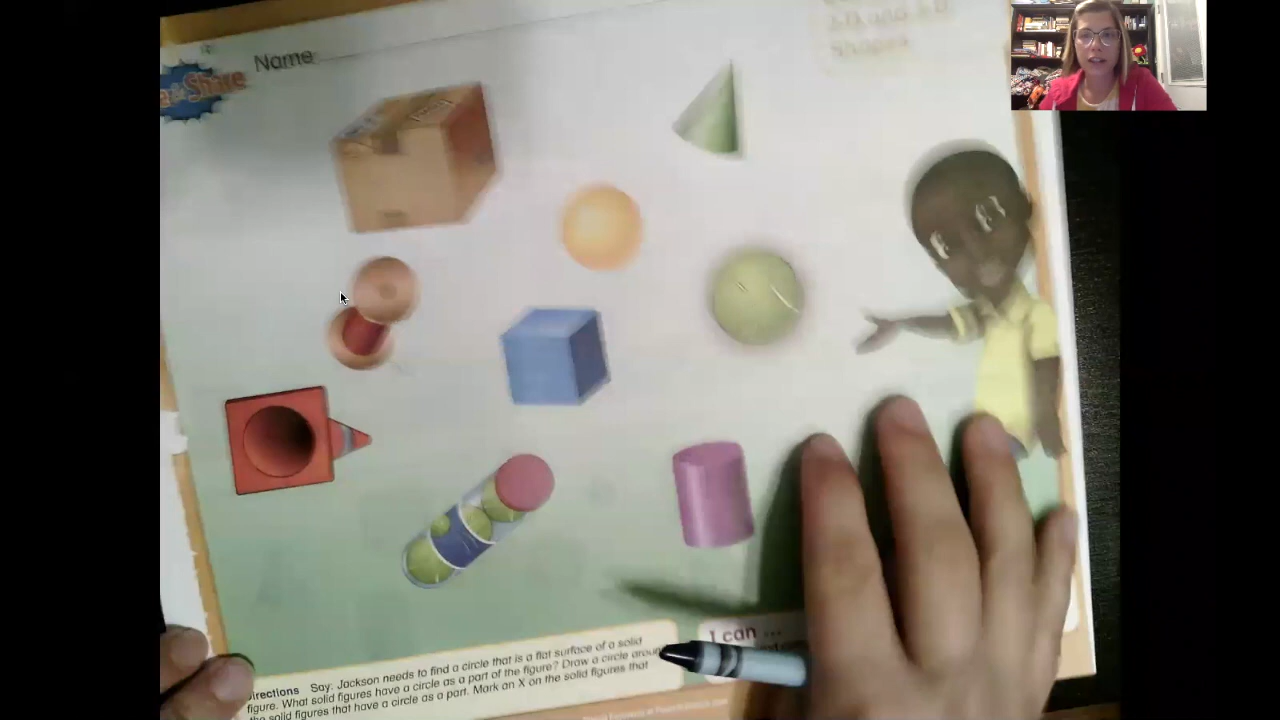 Share
Name
Shapes
Directions Say: Jackson needs to find a circle that is a flat surface of a solid
figure. What solid figures have a circle as a part of the figure? Draw a circle around
the solid figures that have a circle as a part. Mark an X on the solid figures that
I can ...